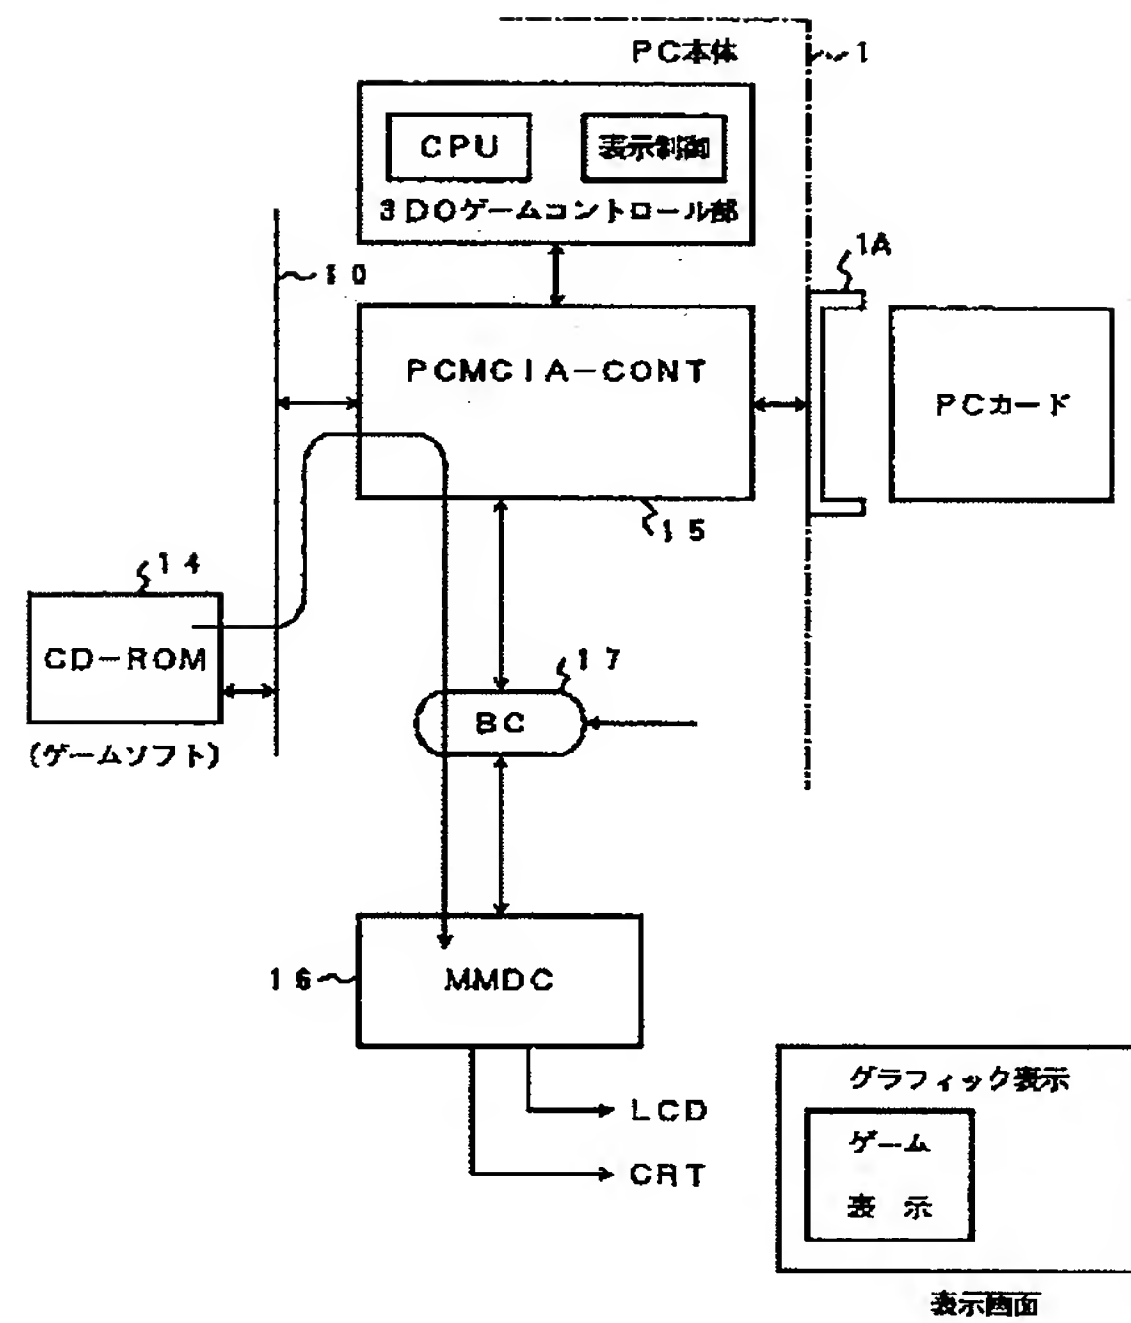 PC本体
1
CPU
表示制御
3DOゲームコントロール部
1A
10
PCMCIA-CONT
PCカード
15
14
CD-ROM
(ゲームソフト)
17
BC
16
MMDC
LCD
CRT
グラフィック表示
ゲーム
表 示
表示画面